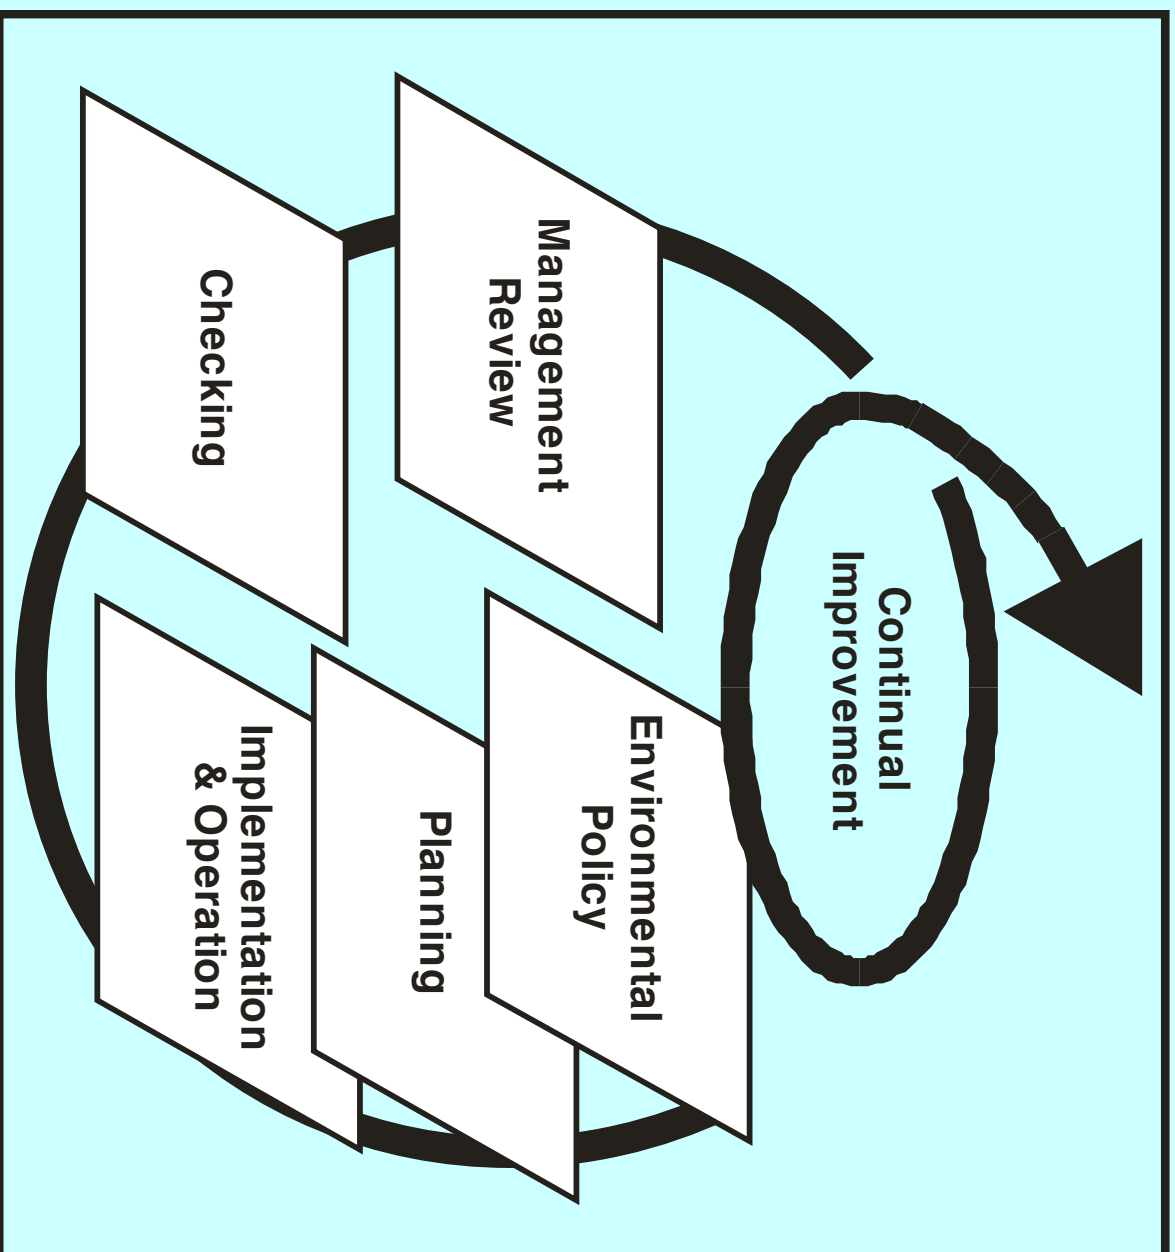 Continual
Improvement
Environmental
Policy
Planning
Implementation
& Operation
Checking
Management
Review